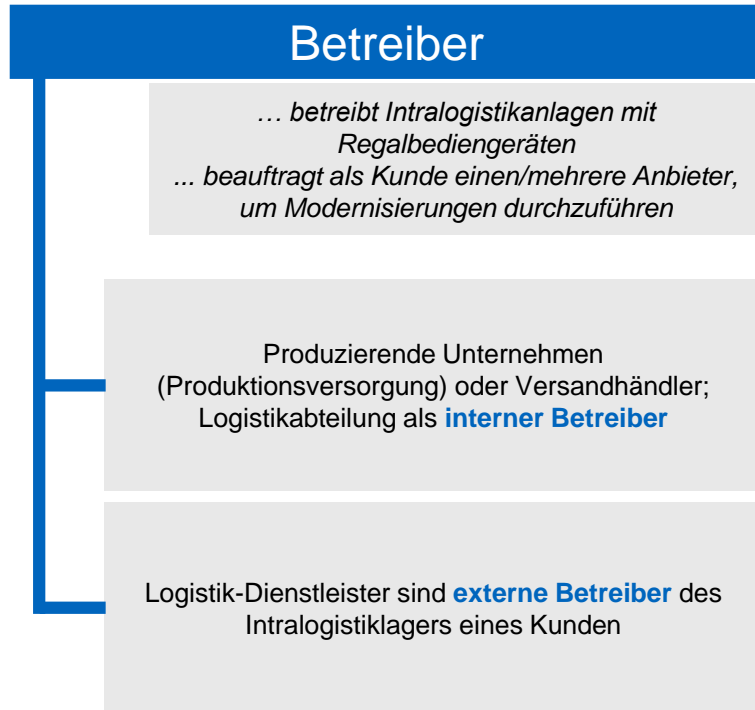 Betreiber
… betreibt Intralogistikanlagen mit
Regalbediengeräten
... beauftragt als Kunde einen/mehrere Anbieter,
um Modernisierungen durchzuführen
Produzierende Unternehmen
(Produktionsversorgung) oder Versandhändler;
Logistikabteilung als interner Betreiber
Logistik-Dienstleister sind externe Betreiber des
Intralogistiklagers eines Kunden